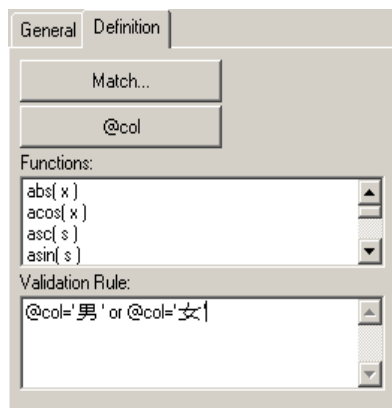 General Definition
Match...
@col
Functions:
abs( x )
acos( x )
asc( s )
asin( s )
Validation Rule:
@col='男' or @col='女'